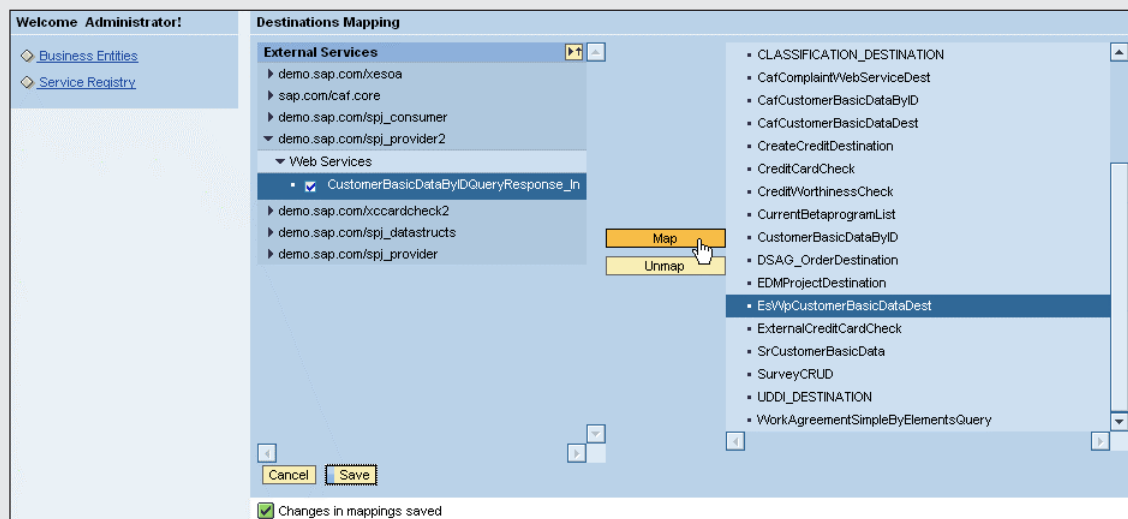 Welcome Administrator!
Business Entities
Service Registry
Destinations Mapping
External Services
demo.sap.com/xesoa
sap.com/caf.core
demo.sap.com/spj_consumer
demo.sap.com/spj_provider2
Web Services
CustomerBasicDataByIDQueryResponse_In
demo.sap.com/xccardcheck2
demo.sap.com/spj_datastructs
demo.sap.com/spj_provider
Map
Unmap
CLASSIFICATION_DESTINATION
CafComplaintWebServiceDest
CafCustomerBasicDataByID
CafCustomerBasicDataDest
CreateCreditDestination
CreditCardCheck
CreditWorthinessCheck
CurrentBetaprogramList
CustomerBasicDataByID
DSAG_OrderDestination
EDMProjectDestination
EsWpCustomerBasicDataDest
ExternalCreditCardCheck
SrCustomerBasicData
SurveyCRUD
UDDI_DESTINATION
WorkAgreementSimpleByElementsQuery
Cancel Save
Changes in mappings saved